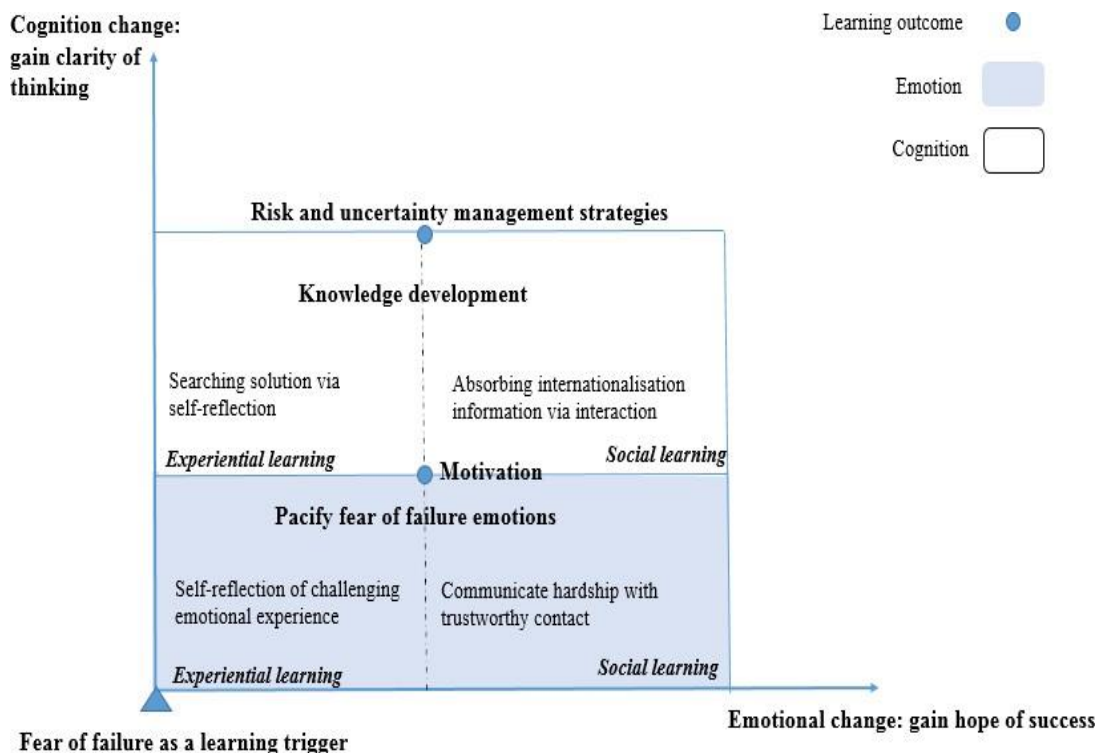 Cognition change:
gain clarity of
thinking
Learning outcome
Emotion
Cognition
Risk and uncertainty management strategies
Knowledge development
Searching solution via
self-reflection
Absorbing internationalisation
information via interaction
Experiential learning
Social learning
Motivation
Pacify fear of failure emotions
Self-reflection of challenging
emotional experience
Communicate hardship with
trustworthy contact
Experiential learning
Social learning
Emotional change: gain hope of success
Fear of failure as a learning trigger